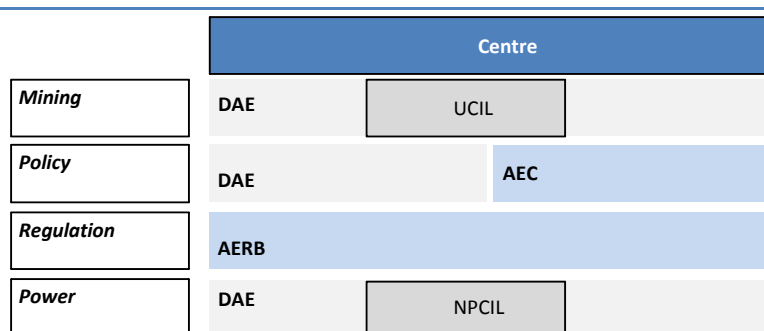 Centre
Mining
DAE
UCIL
Policy
DAE
AEC
Regulation
AERB
Power
DAE
NPCIL